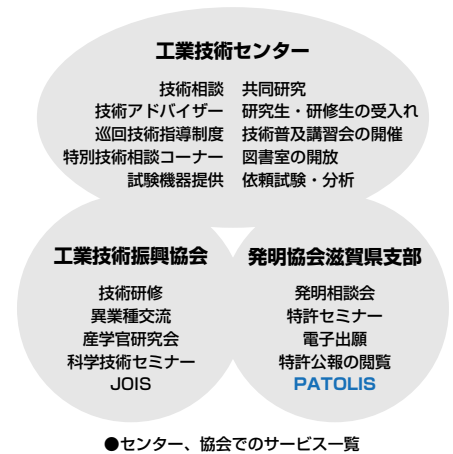 工業技術センター
技術相談 共同研究
技術アドバイザー 研究生・研修生の受入れ
巡回技術指導制度 技術普及講習会の開催
特別技術相談コーナー 図書室の開放
試験機器提供 依頼試験・分析
工業技術振興協会
技術研修
異業種交流
産学官研究会
科学技術セミナー
JOIS
発明協会滋賀県支部
発明相談会
特許セミナー
電子出願
特許公報の閲覧
PATOLIS
●センター、協会でのサービス一覧